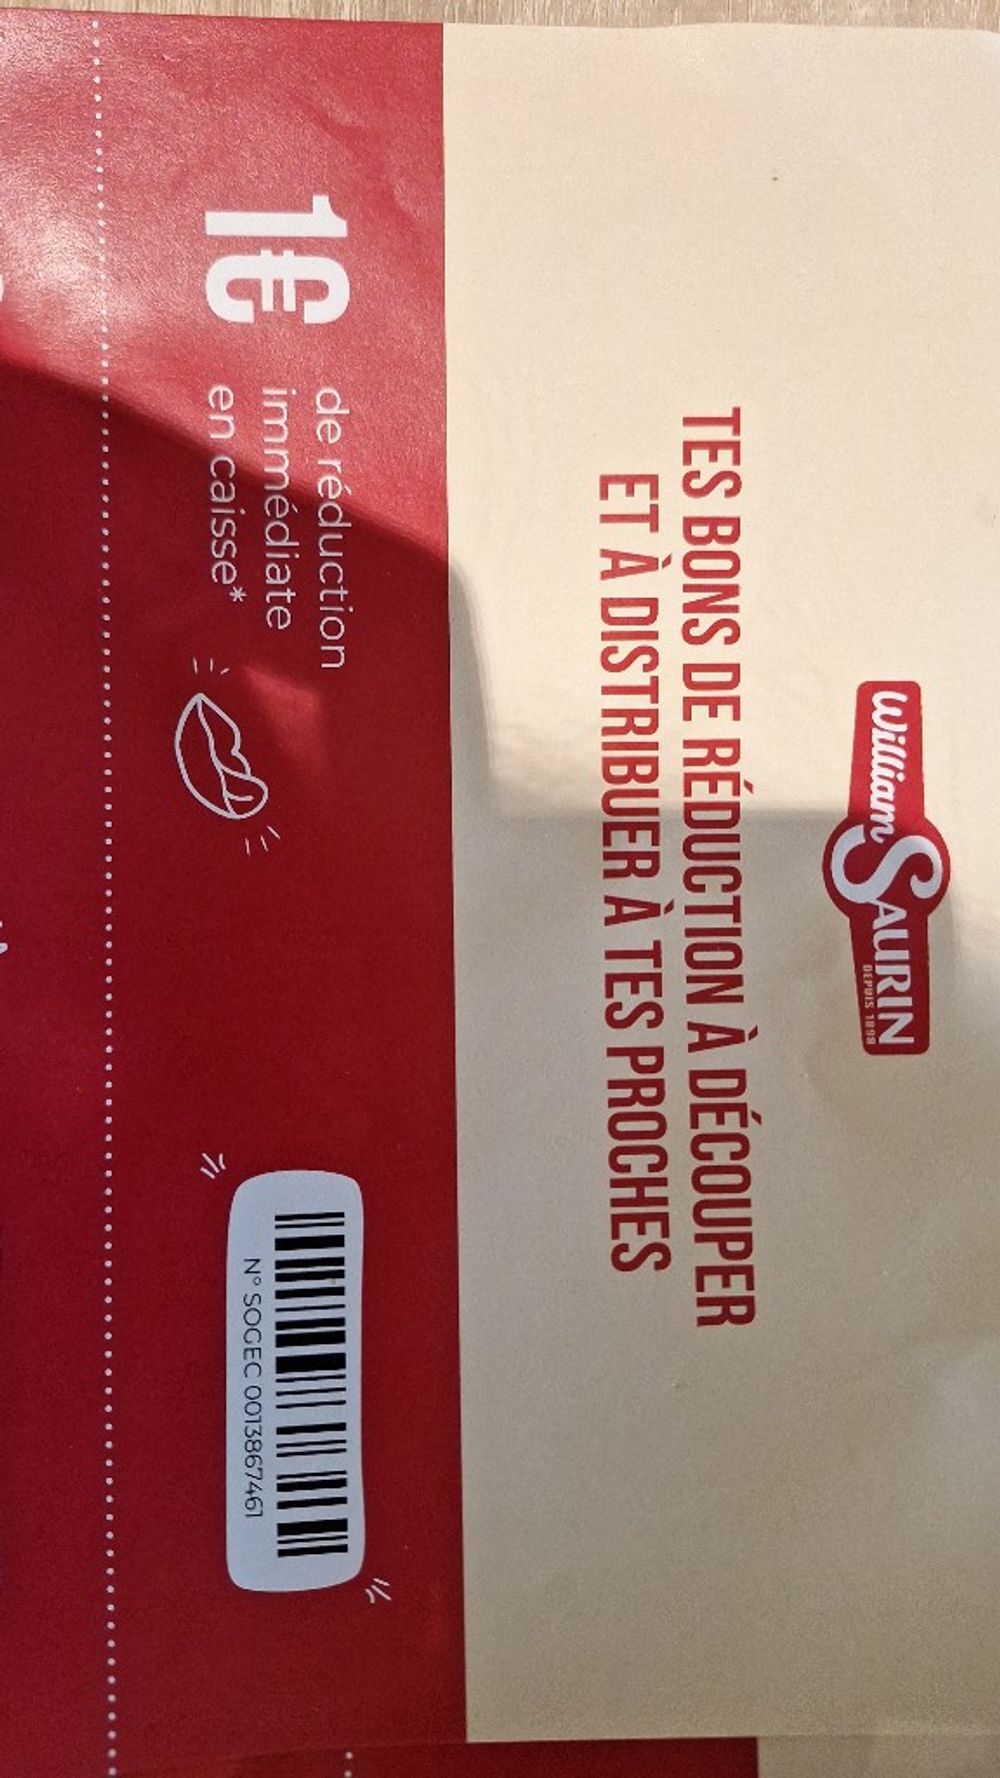 William SAURIN
DEPUIS 1898
TES BONS DE RÉDUCTION À DÉCOUPER
ET À DISTRIBUER À TES PROCHES
1€
de réduction
immédiate
en caisse*
N° SOGEC 0013867461